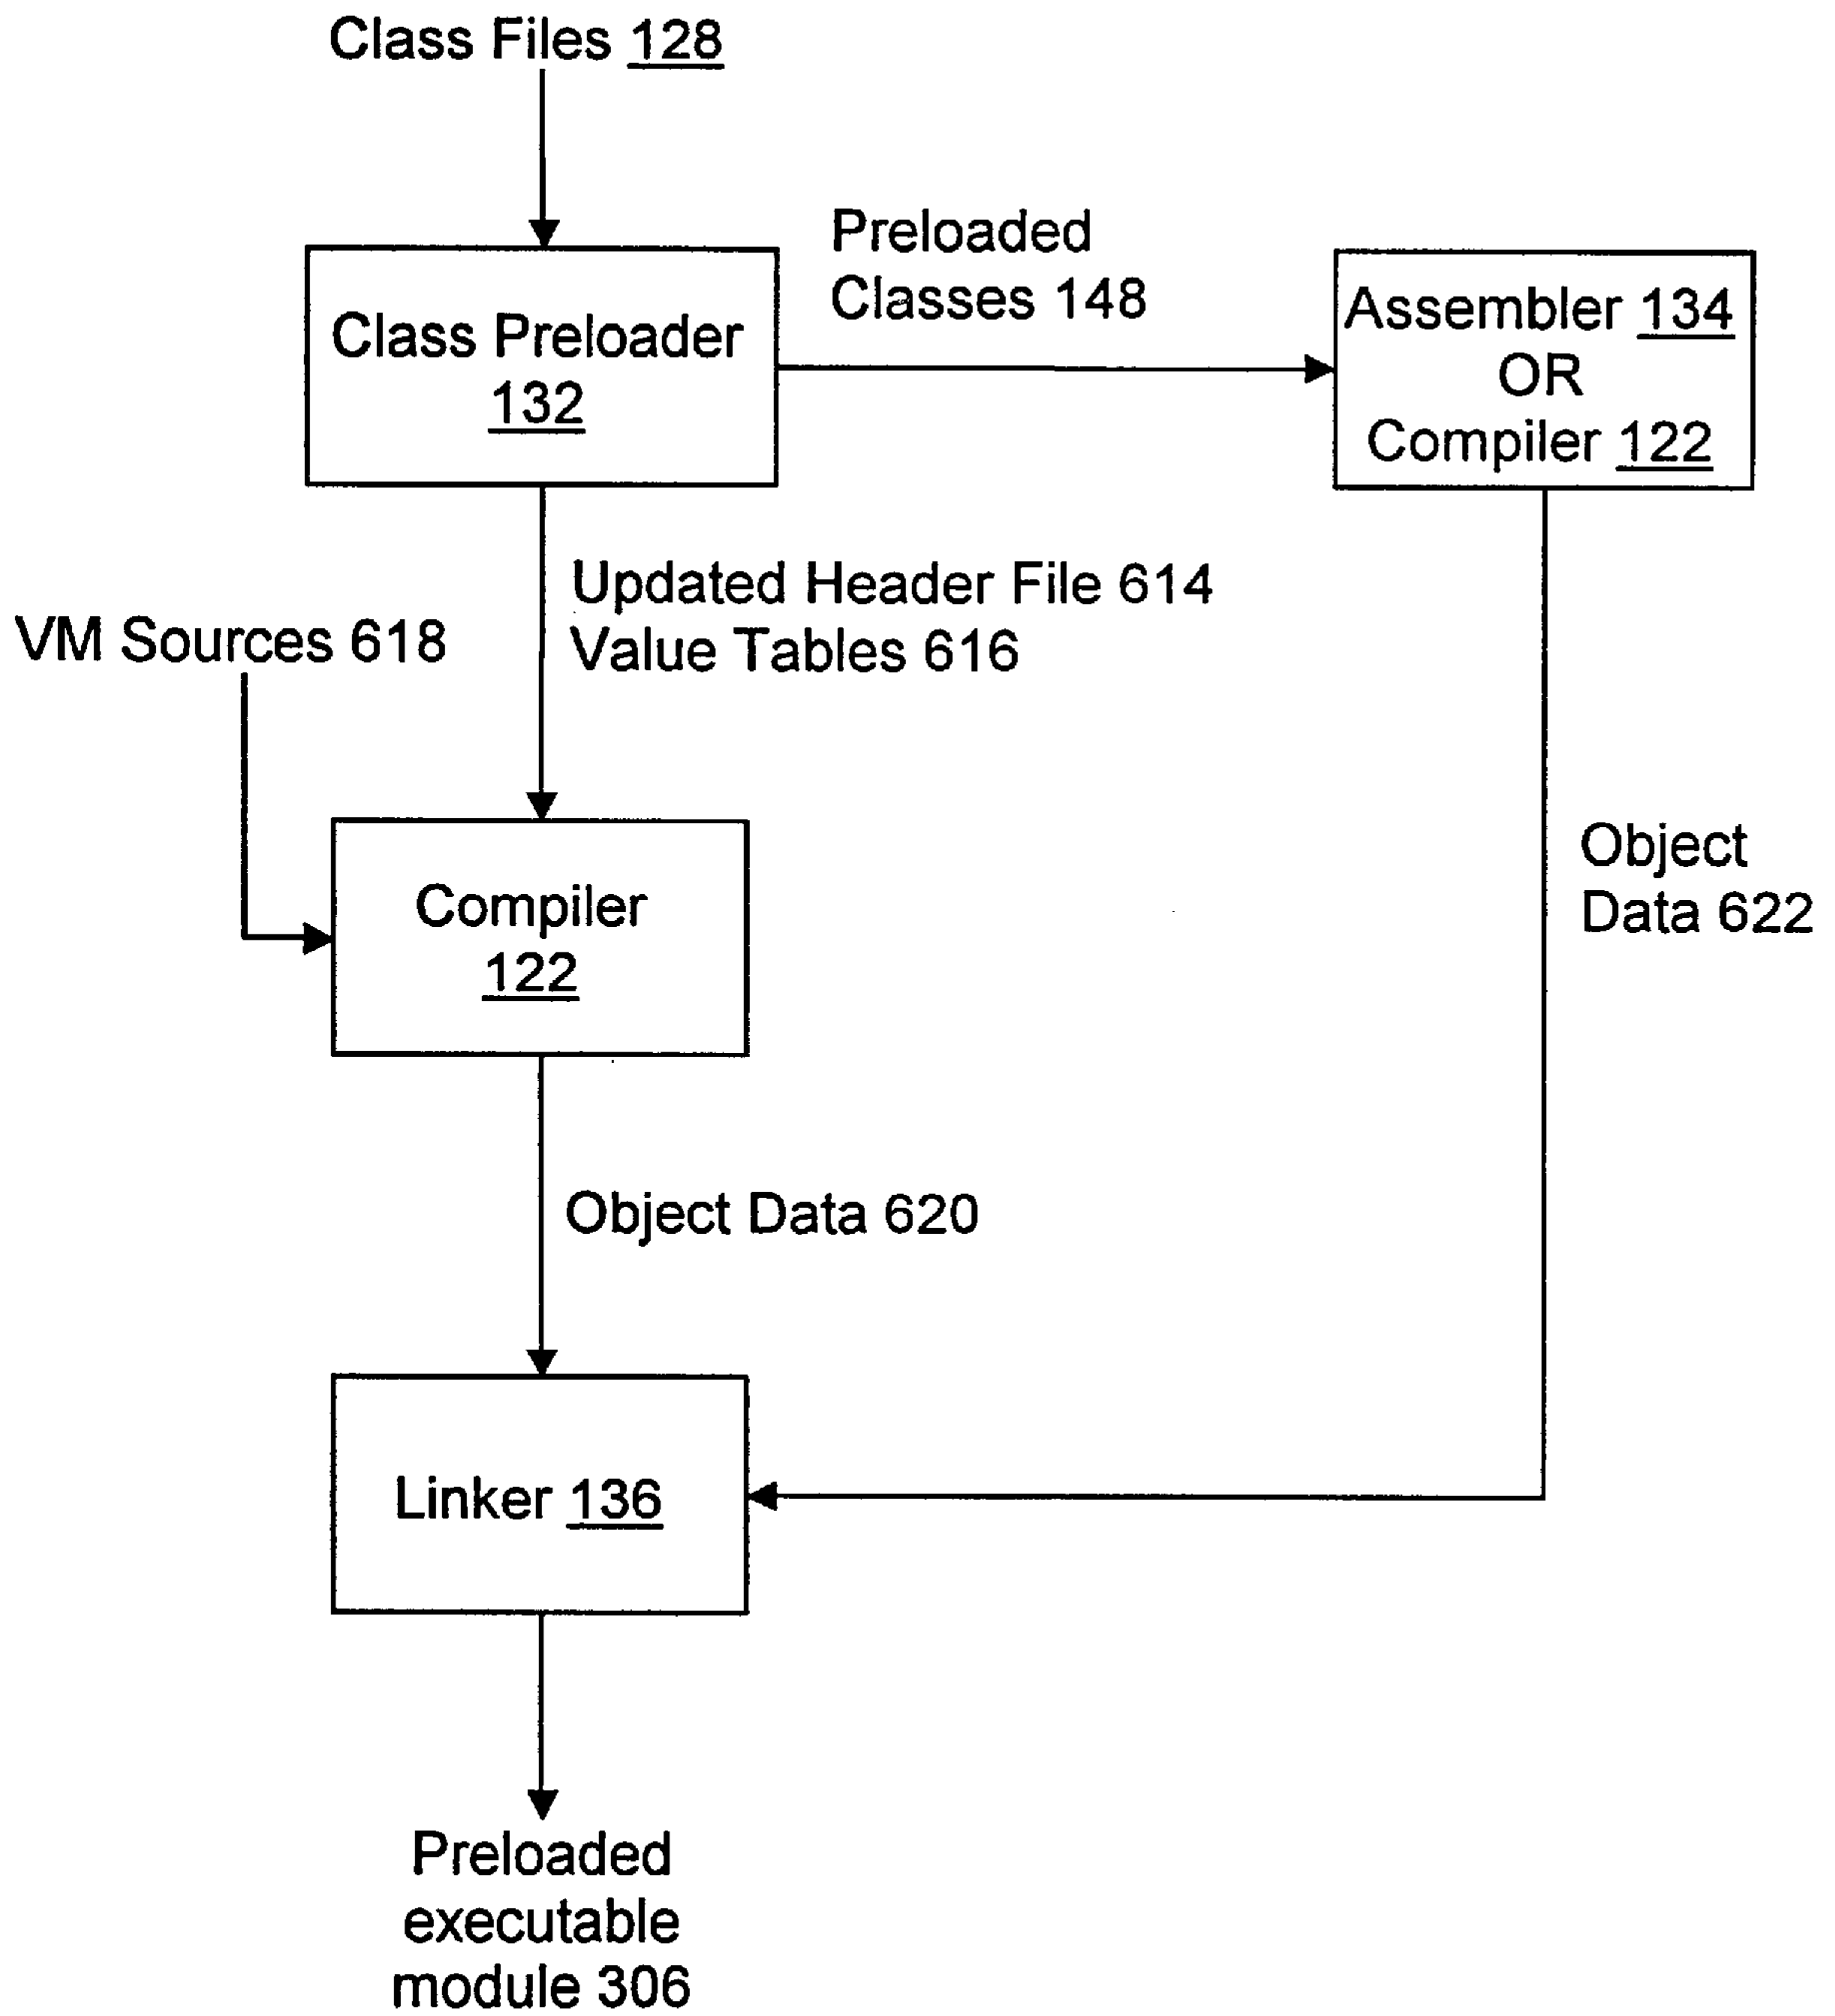 Class Files 128
Preloaded
Classes 148
Class Preloader
132
Assembler 134
OR
Compiler 122
Updated Header File 614
Value Tables 616
VM Sources 618
Compiler
122
Object
Data 622
Object Data 620
Linker 136
Preloaded
executable
module 306